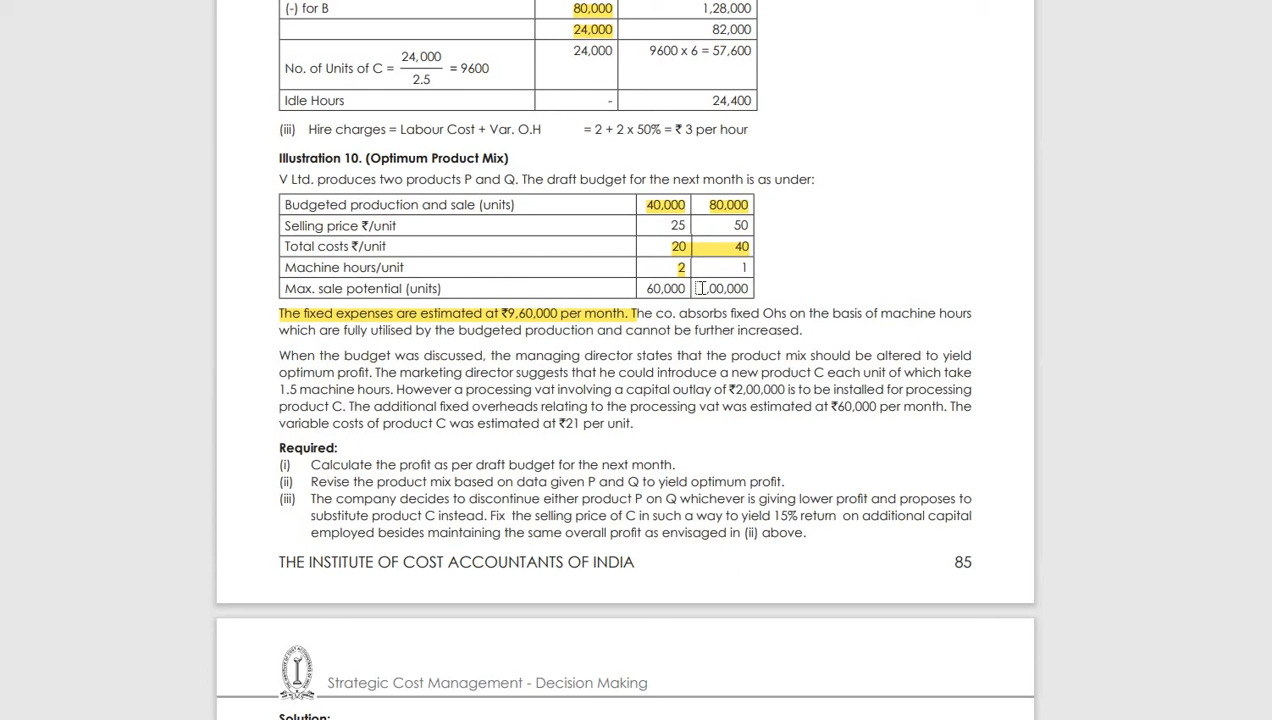 (-) for B 80,000 1,28,000
24,000 82,000
No. of Units of C = 24,000 / 2.5 = 9600 24,000 9600 x 6 = 57,600
Idle Hours - 24,400
(iii) Hire charges = Labour Cost + Var. O.H = 2 + 2 x 50% = ₹ 3 per hour
Illustration 10. (Optimum Product Mix)
V Ltd. produces two products P and Q. The draft budget for the next month is as under:
Budgeted production and sale (units) 40,000 80,000
Selling price ₹/unit 25 50
Total costs ₹/unit 20 40
Machine hours/unit 2 1
Max. sale potential (units) 60,000 ,00,000
The fixed expenses are estimated at ₹9,60,000 per month. The co. absorbs fixed Ohs on the basis of machine hours
which are fully utilised by the budgeted production and cannot be further increased.
When the budget was discussed, the managing director states that the product mix should be altered to yield
optimum profit. The marketing director suggests that he could introduce a new product C each unit of which take
1.5 machine hours. However a processing vat involving a capital outlay of ₹2,00,000 is to be installed for processing
product C. The additional fixed overheads relating to the processing vat was estimated at ₹60,000 per month. The
variable costs of product C was estimated at ₹21 per unit.
Required:
(i) Calculate the profit as per draft budget for the next month.
(ii) Revise the product mix based on data given P and Q to yield optimum profit.
(iii) The company decides to discontinue either product P on Q whichever is giving lower profit and proposes to
substitute product C instead. Fix the selling price of C in such a way to yield 15% return on additional capital
employed besides maintaining the same overall profit as envisaged in (ii) above.
THE INSTITUTE OF COST ACCOUNTANTS OF INDIA 85
Strategic Cost Management - Decision Making
Solution: